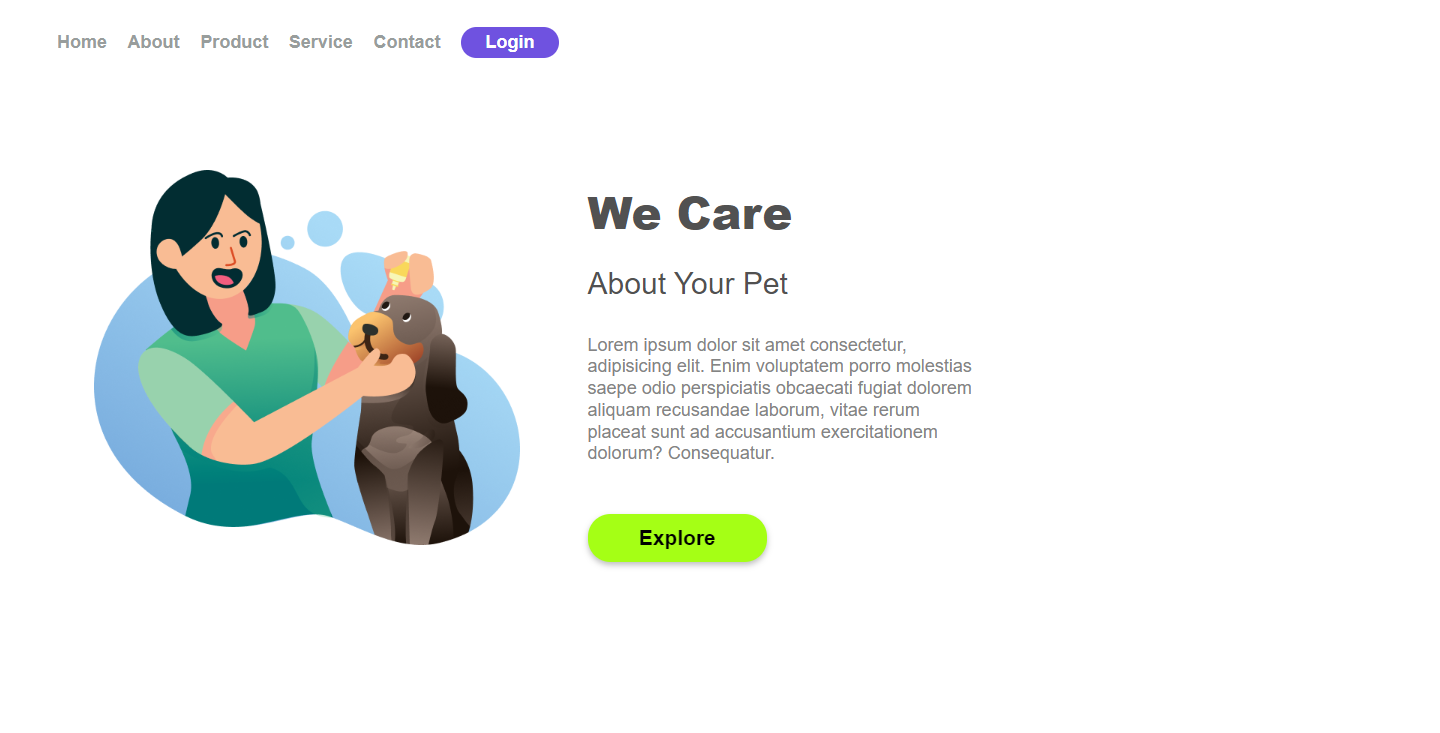 Home About Product Service Contact Login
We Care
About Your Pet
Lorem ipsum dolor sit amet consectetur,
adipisicing elit. Enim voluptatem porro molestias
saepe odio perspiciatis obcaecati fugiat dolorem
aliquam recusandae laborum, vitae rerum
placeat sunt ad accusantium exercitationem
dolorum? Consequatur.
Explore